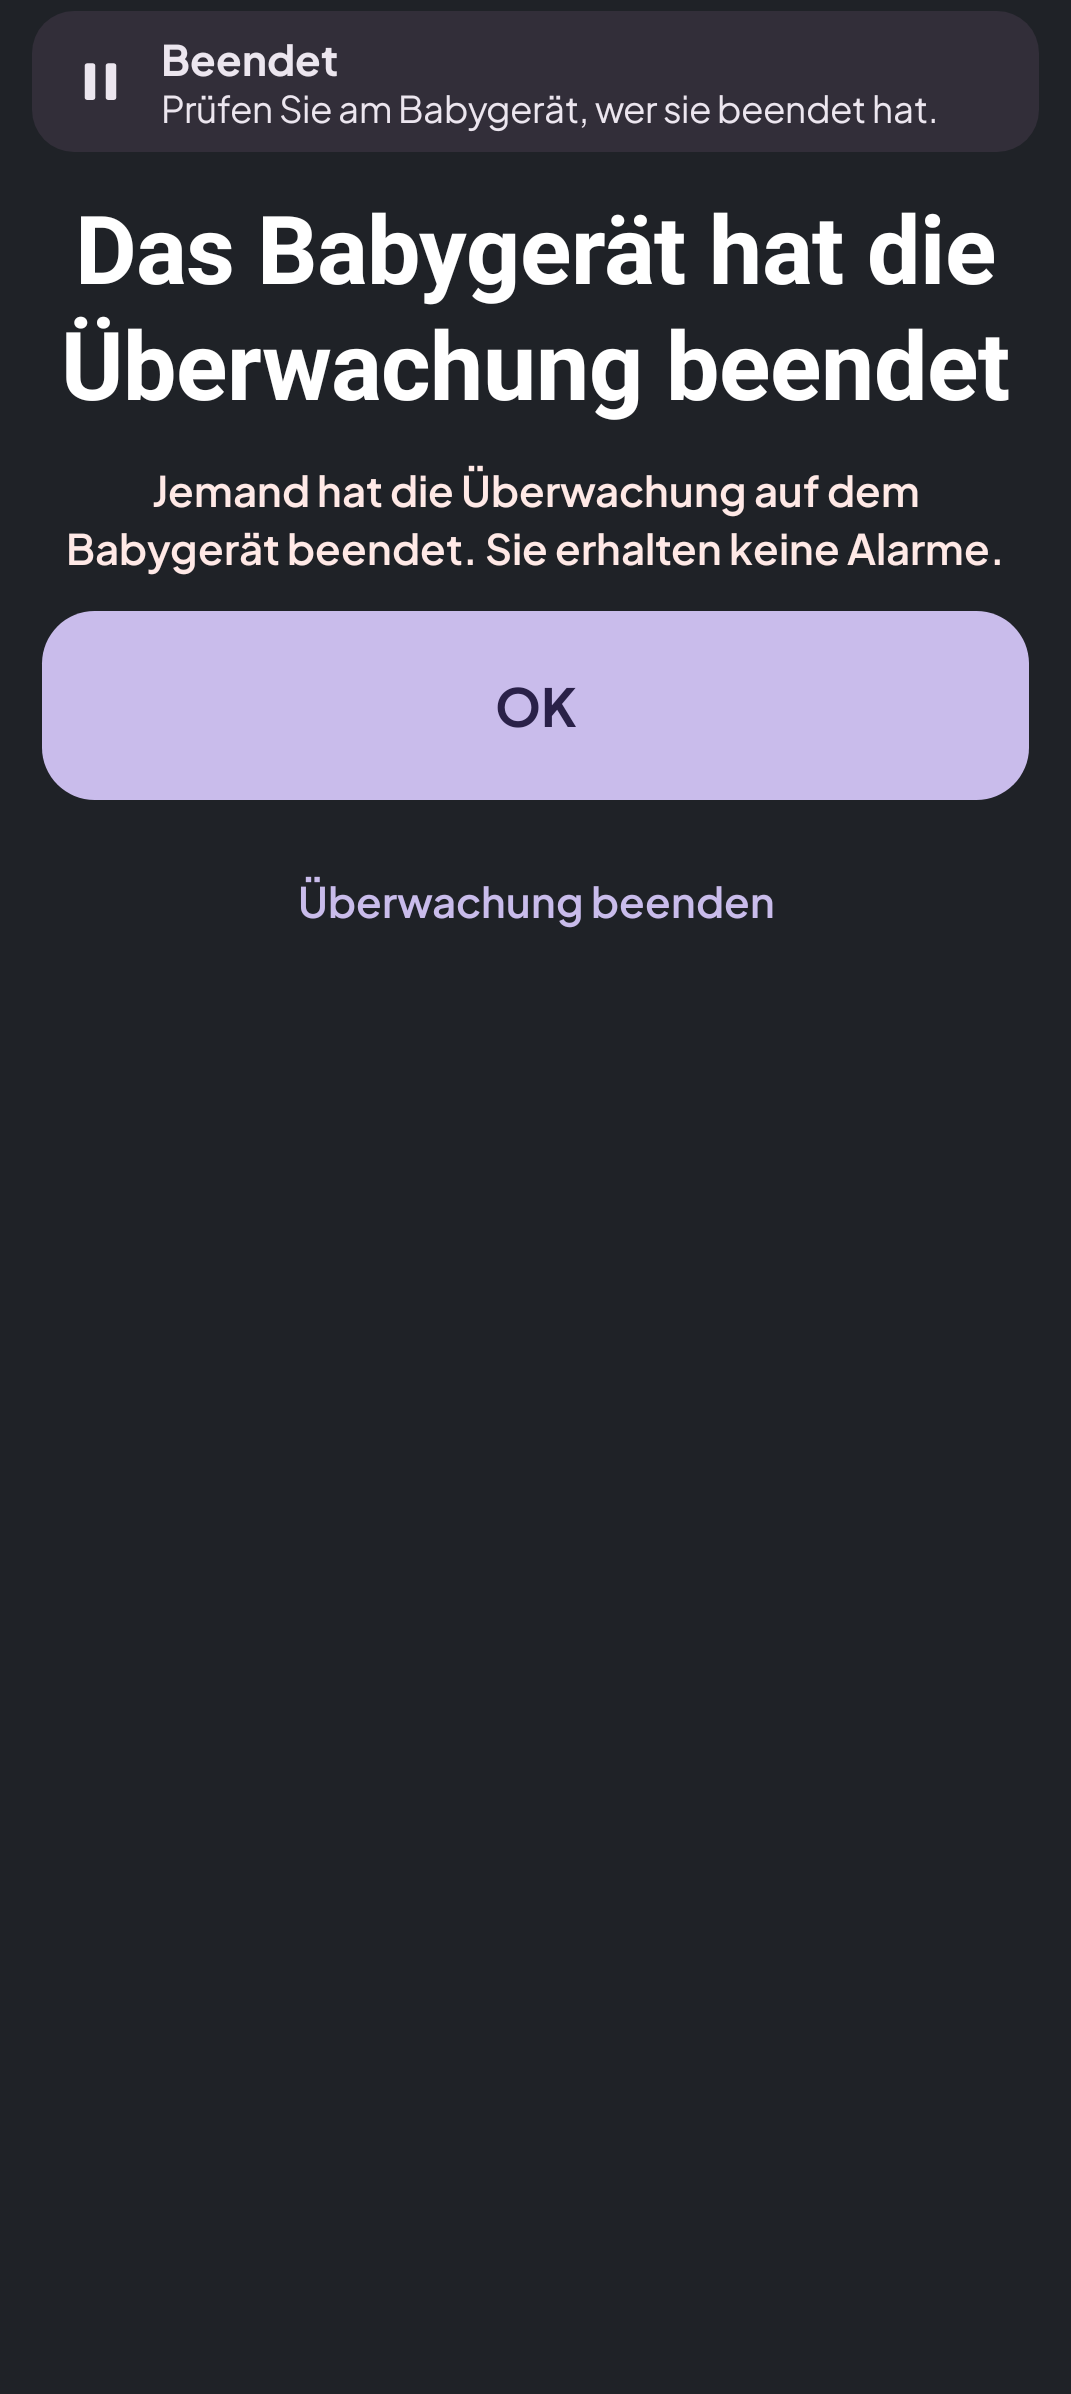 Beendet
Prüfen Sie am Babygerät, wer sie beendet hat.
Das Babygerät hat die
Überwachung beendet
Jemand hat die Überwachung auf dem
Babygerät beendet. Sie erhalten keine Alarme.
OK
Überwachung beenden